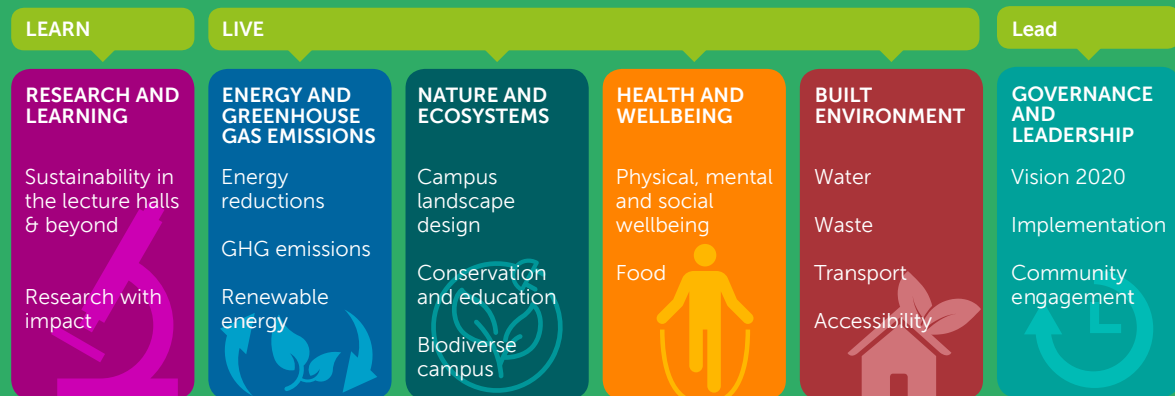 LEARN
LIVE
Lead
RESEARCH AND
LEARNING
Sustainability in
the lecture halls
& beyond
Research with
impact
ENERGY AND
GREENHOUSE
GAS EMISSIONS
Energy
reductions
GHG emissions
Renewable
energy
NATURE AND
ECOSYSTEMS
Campus
landscape
design
Conservation
and education
Biodiverse
campus
HEALTH AND
WELLBEING
Physical, mental
and social
wellbeing
Food
BUILT
ENVIRONMENT
Water
Waste
Transport
Accessibility
GOVERNANCE
AND
LEADERSHIP
Vision 2020
Implementation
Community
engagement